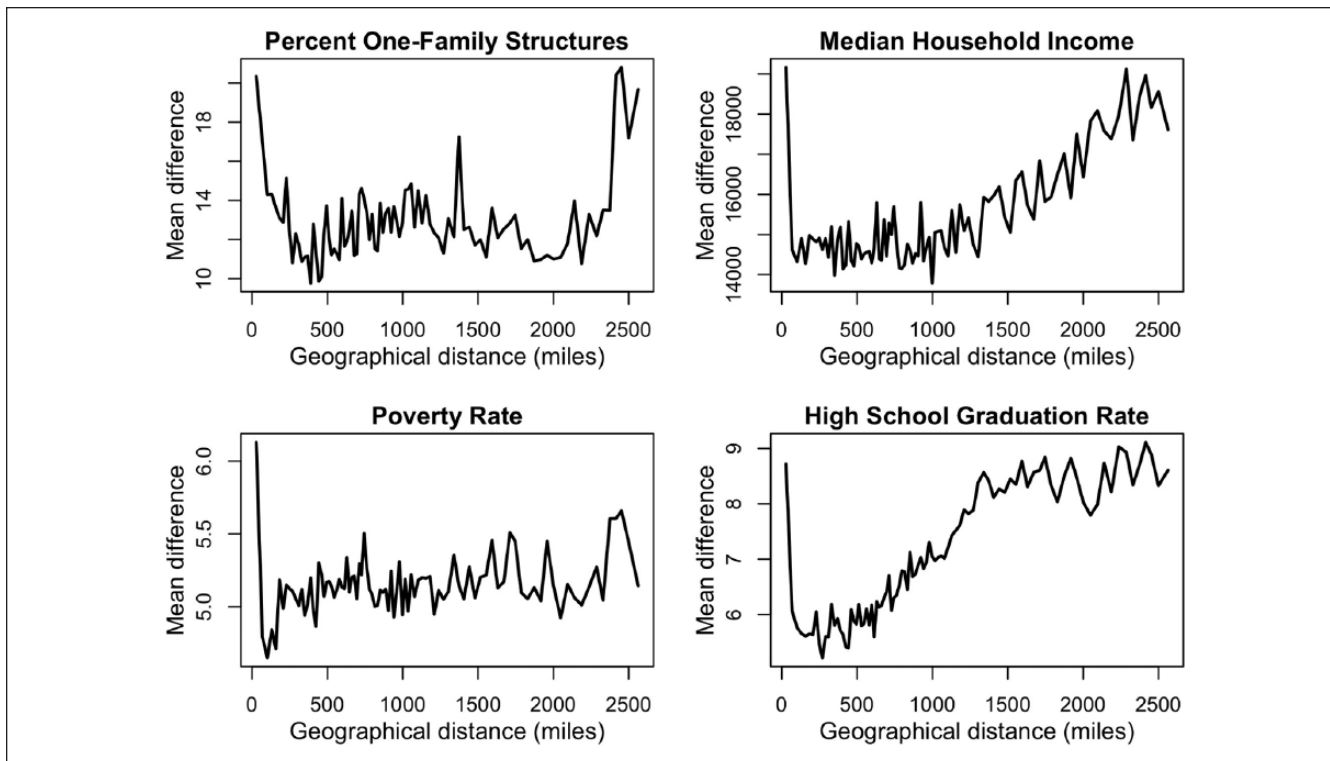 Percent One-Family Structures
Mean difference
18
14
10
0 500 1000 1500 2000 2500
Geographical distance (miles)
Median Household Income
Mean difference
18000
16000
14000
0 500 1000 1500 2000 2500
Geographical distance (miles)
Poverty Rate
Mean difference
6.0
5.5
5.0
0 500 1000 1500 2000 2500
Geographical distance (miles)
High School Graduation Rate
Mean difference
9
8
7
6
0 500 1000 1500 2000 2500
Geographical distance (miles)